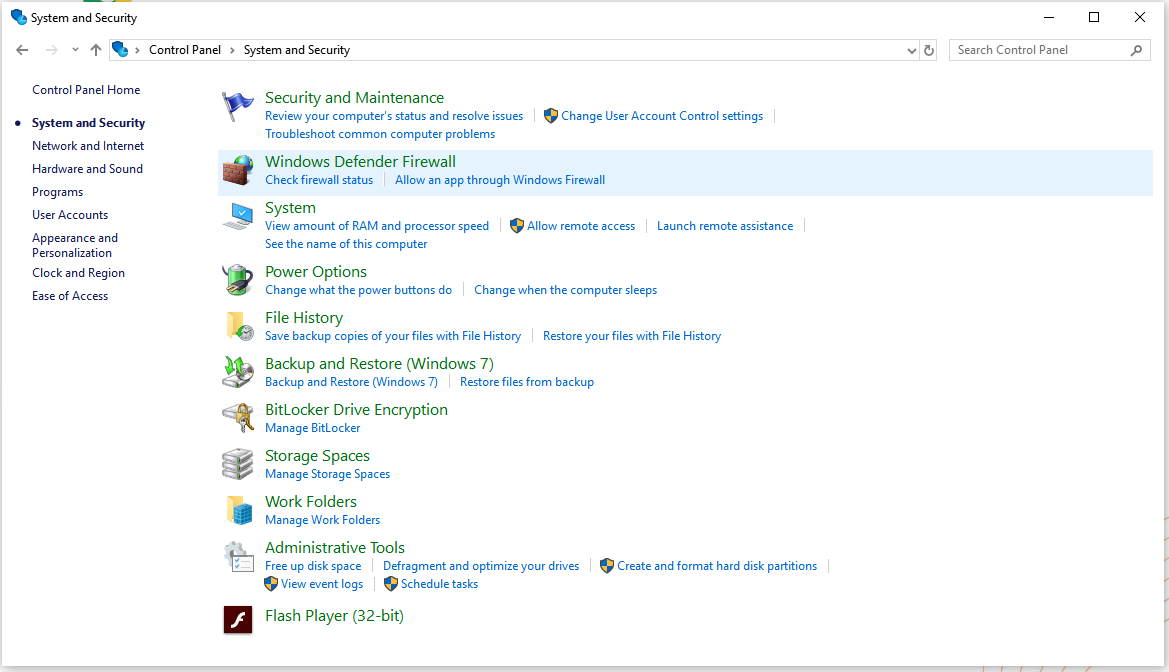 System and Security
Control Panel > System and Security
Search Control Panel
Control Panel Home
System and Security
Network and Internet
Hardware and Sound
Programs
User Accounts
Appearance and
Personalization
Clock and Region
Ease of Access
Security and Maintenance
Review your computer's status and resolve issues | Change User Account Control settings
Troubleshoot common computer problems
Windows Defender Firewall
Check firewall status | Allow an app through Windows Firewall
System
View amount of RAM and processor speed | Allow remote access | Launch remote assistance
See the name of this computer
Power Options
Change what the power buttons do | Change when the computer sleeps
File History
Save backup copies of your files with File History | Restore your files with File History
Backup and Restore (Windows 7)
Backup and Restore (Windows 7) | Restore files from backup
BitLocker Drive Encryption
Manage BitLocker
Storage Spaces
Manage Storage Spaces
Work Folders
Manage Work Folders
Administrative Tools
Free up disk space | Defragment and optimize your drives | Create and format hard disk partitions
View event logs | Schedule tasks
Flash Player (32-bit)